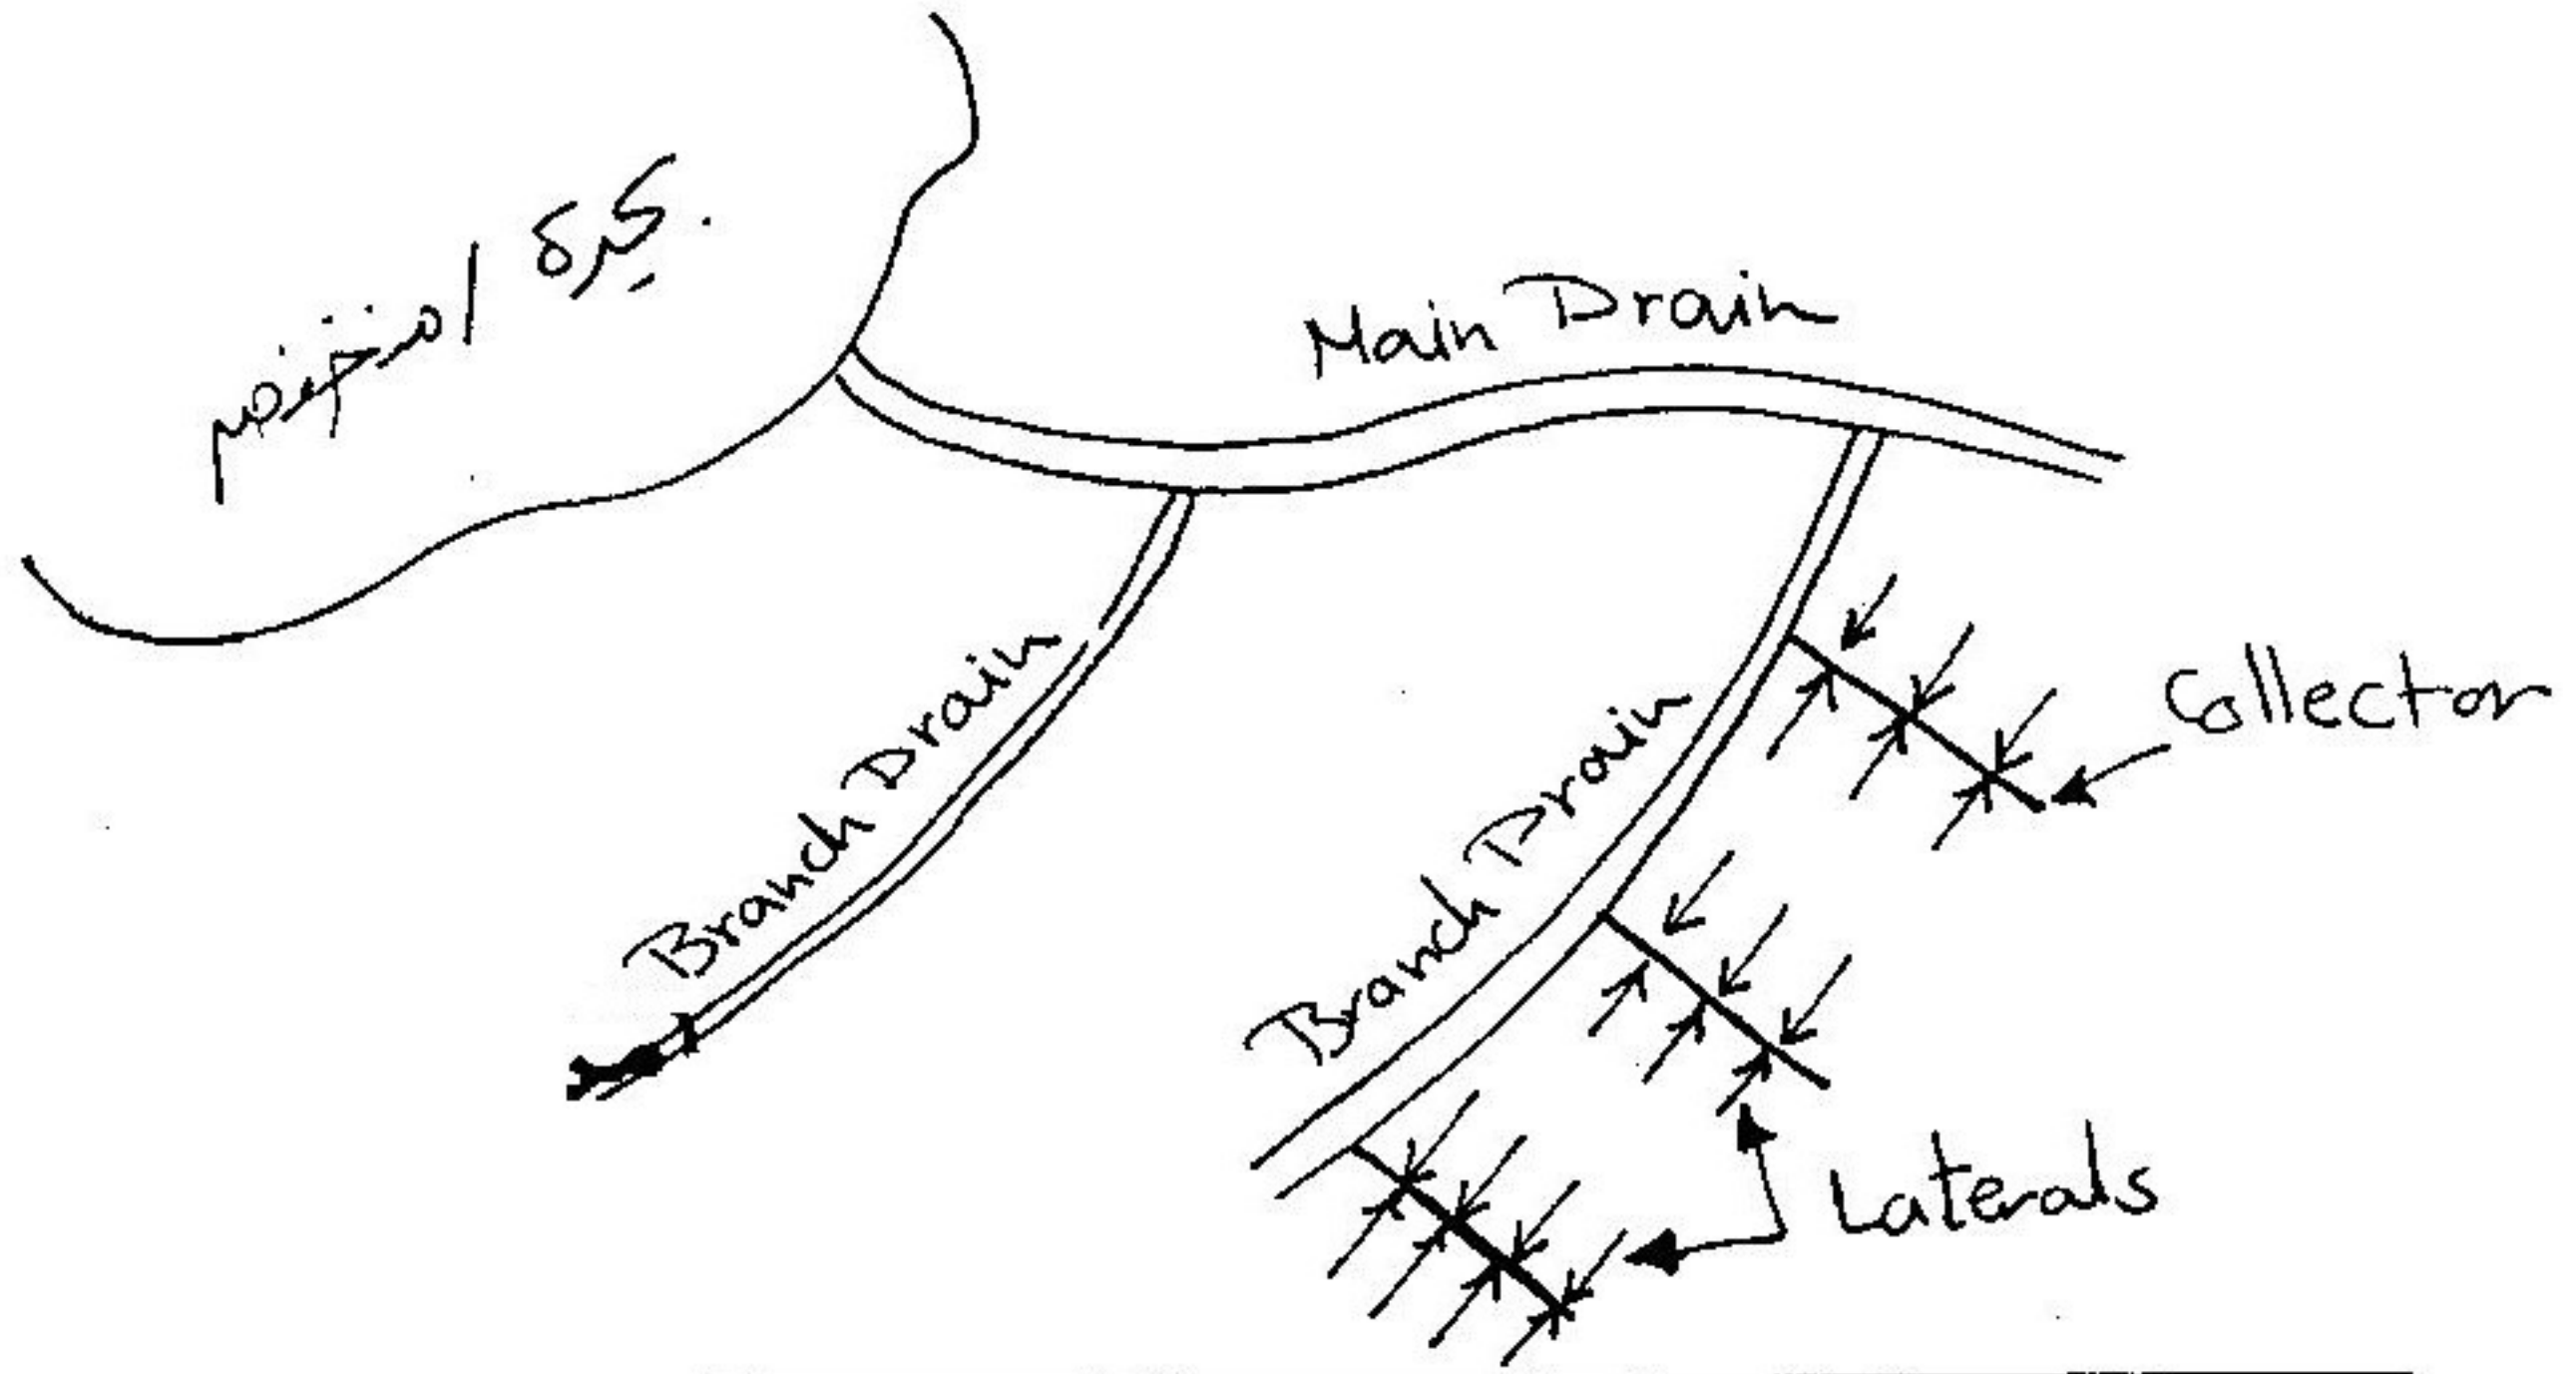 بحيرة / منخفض
Main Drain
Collector
Branch Drain
Branch Drain
Laterals